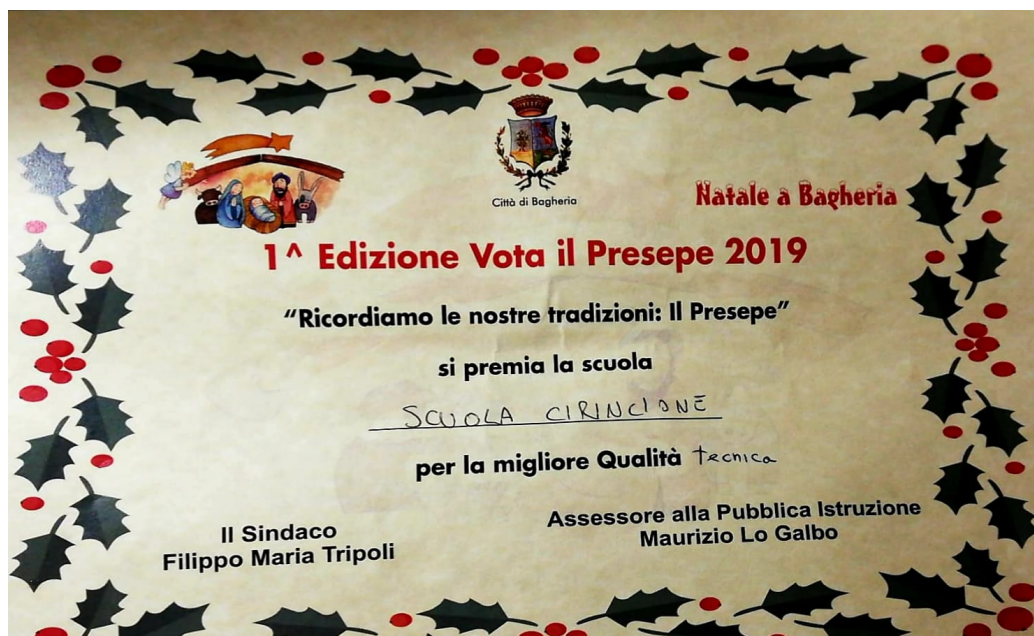 Città di Bagheria
Natale a Bagheria
1^ Edizione Vota il Presepe 2019
“Ricordiamo le nostre tradizioni: Il Presepe”
si premia la scuola
SCUOLA CIRINCIONE
per la migliore Qualità tecnica
Il Sindaco
Filippo Maria Tripoli
Assessore alla Pubblica Istruzione
Maurizio Lo Galbo